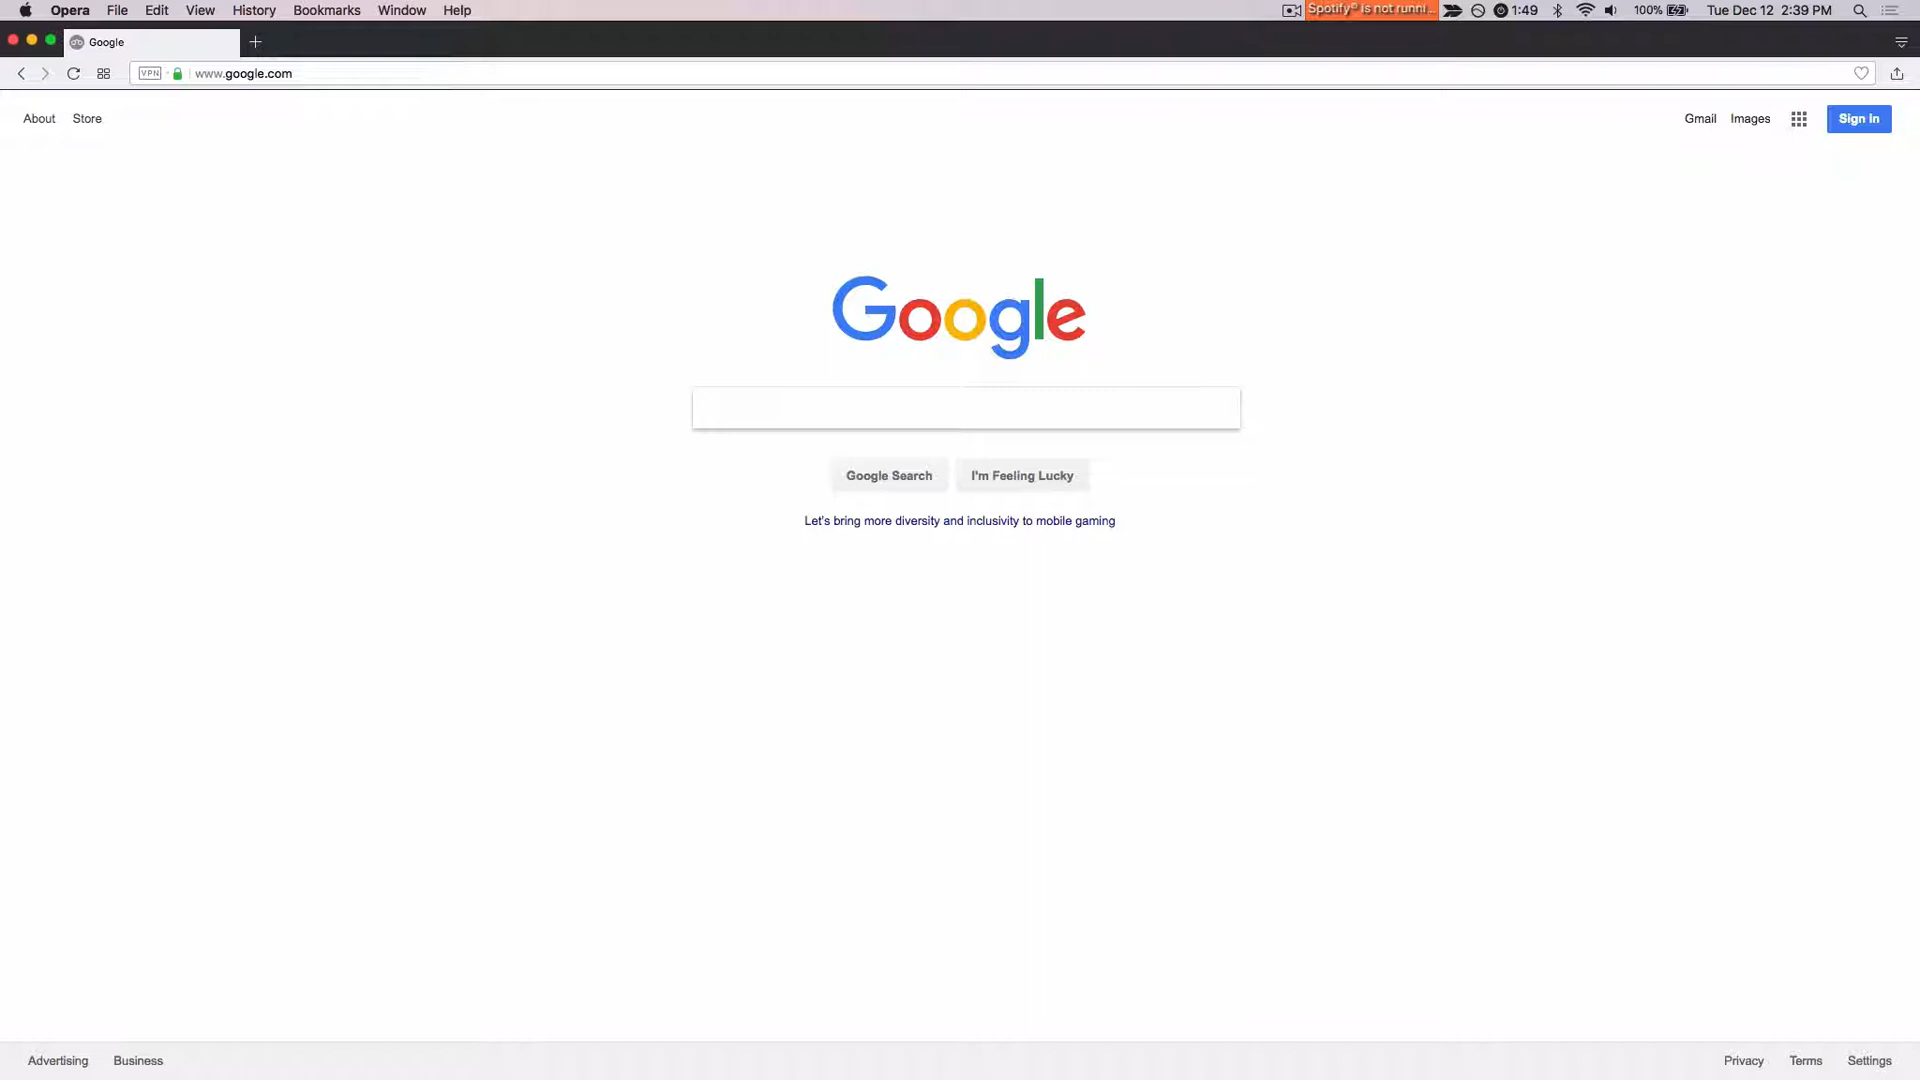 Opera File Edit View History Bookmarks Window Help Spotify® is not runni... 1:49 100% Tue Dec 12 2:39 PM
Google
VPN www.google.com
About Store Gmail Images Sign In
Google
Google Search I'm Feeling Lucky
Let's bring more diversity and inclusivity to mobile gaming
Advertising Business Privacy Terms Settings